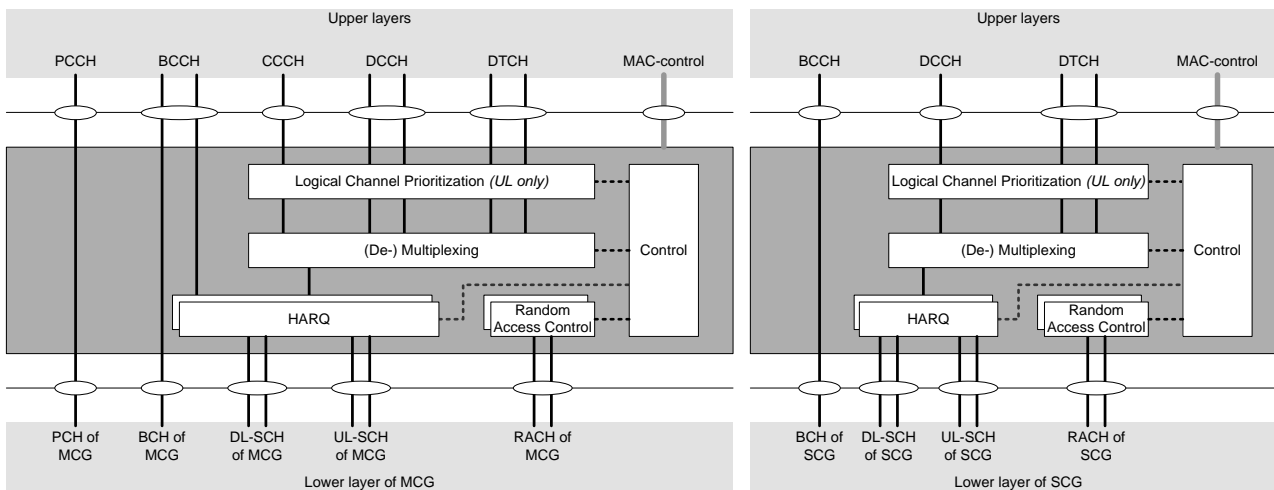 Upper layers
PCCH BCCH CCCH DCCH DTCH MAC-control
Logical Channel Prioritization (UL only)
(De-) Multiplexing
Control
HARQ
Random
Access Control
PCH of
MCG
BCH of
MCG
DL-SCH
of MCG
UL-SCH
of MCG
RACH of
MCG
Lower layer of MCG
Upper layers
BCCH DCCH DTCH MAC-control
Logical Channel Prioritization (UL only)
(De-) Multiplexing
Control
HARQ
Random
Access Control
BCH of
SCG
DL-SCH
of SCG
UL-SCH
of SCG
RACH of
SCG
Lower layer of SCG